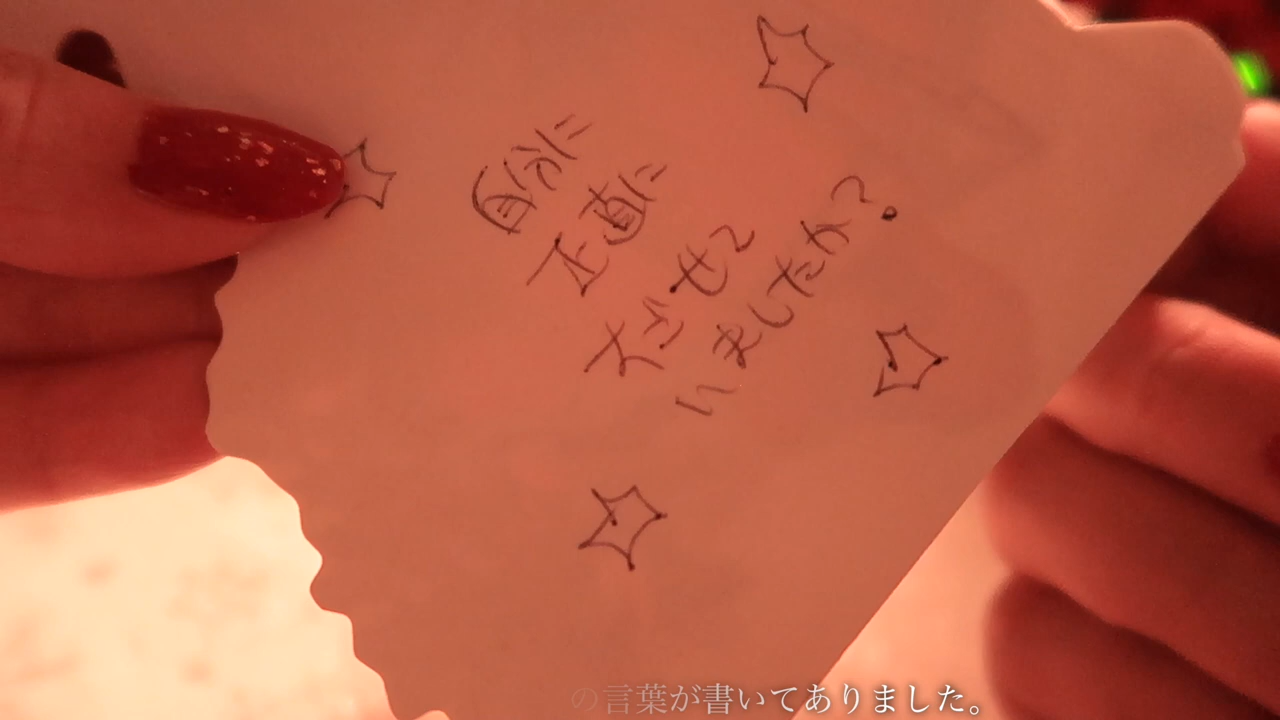 自分に
正直に
すごせて
いましたか?
の言葉が書いてありました。